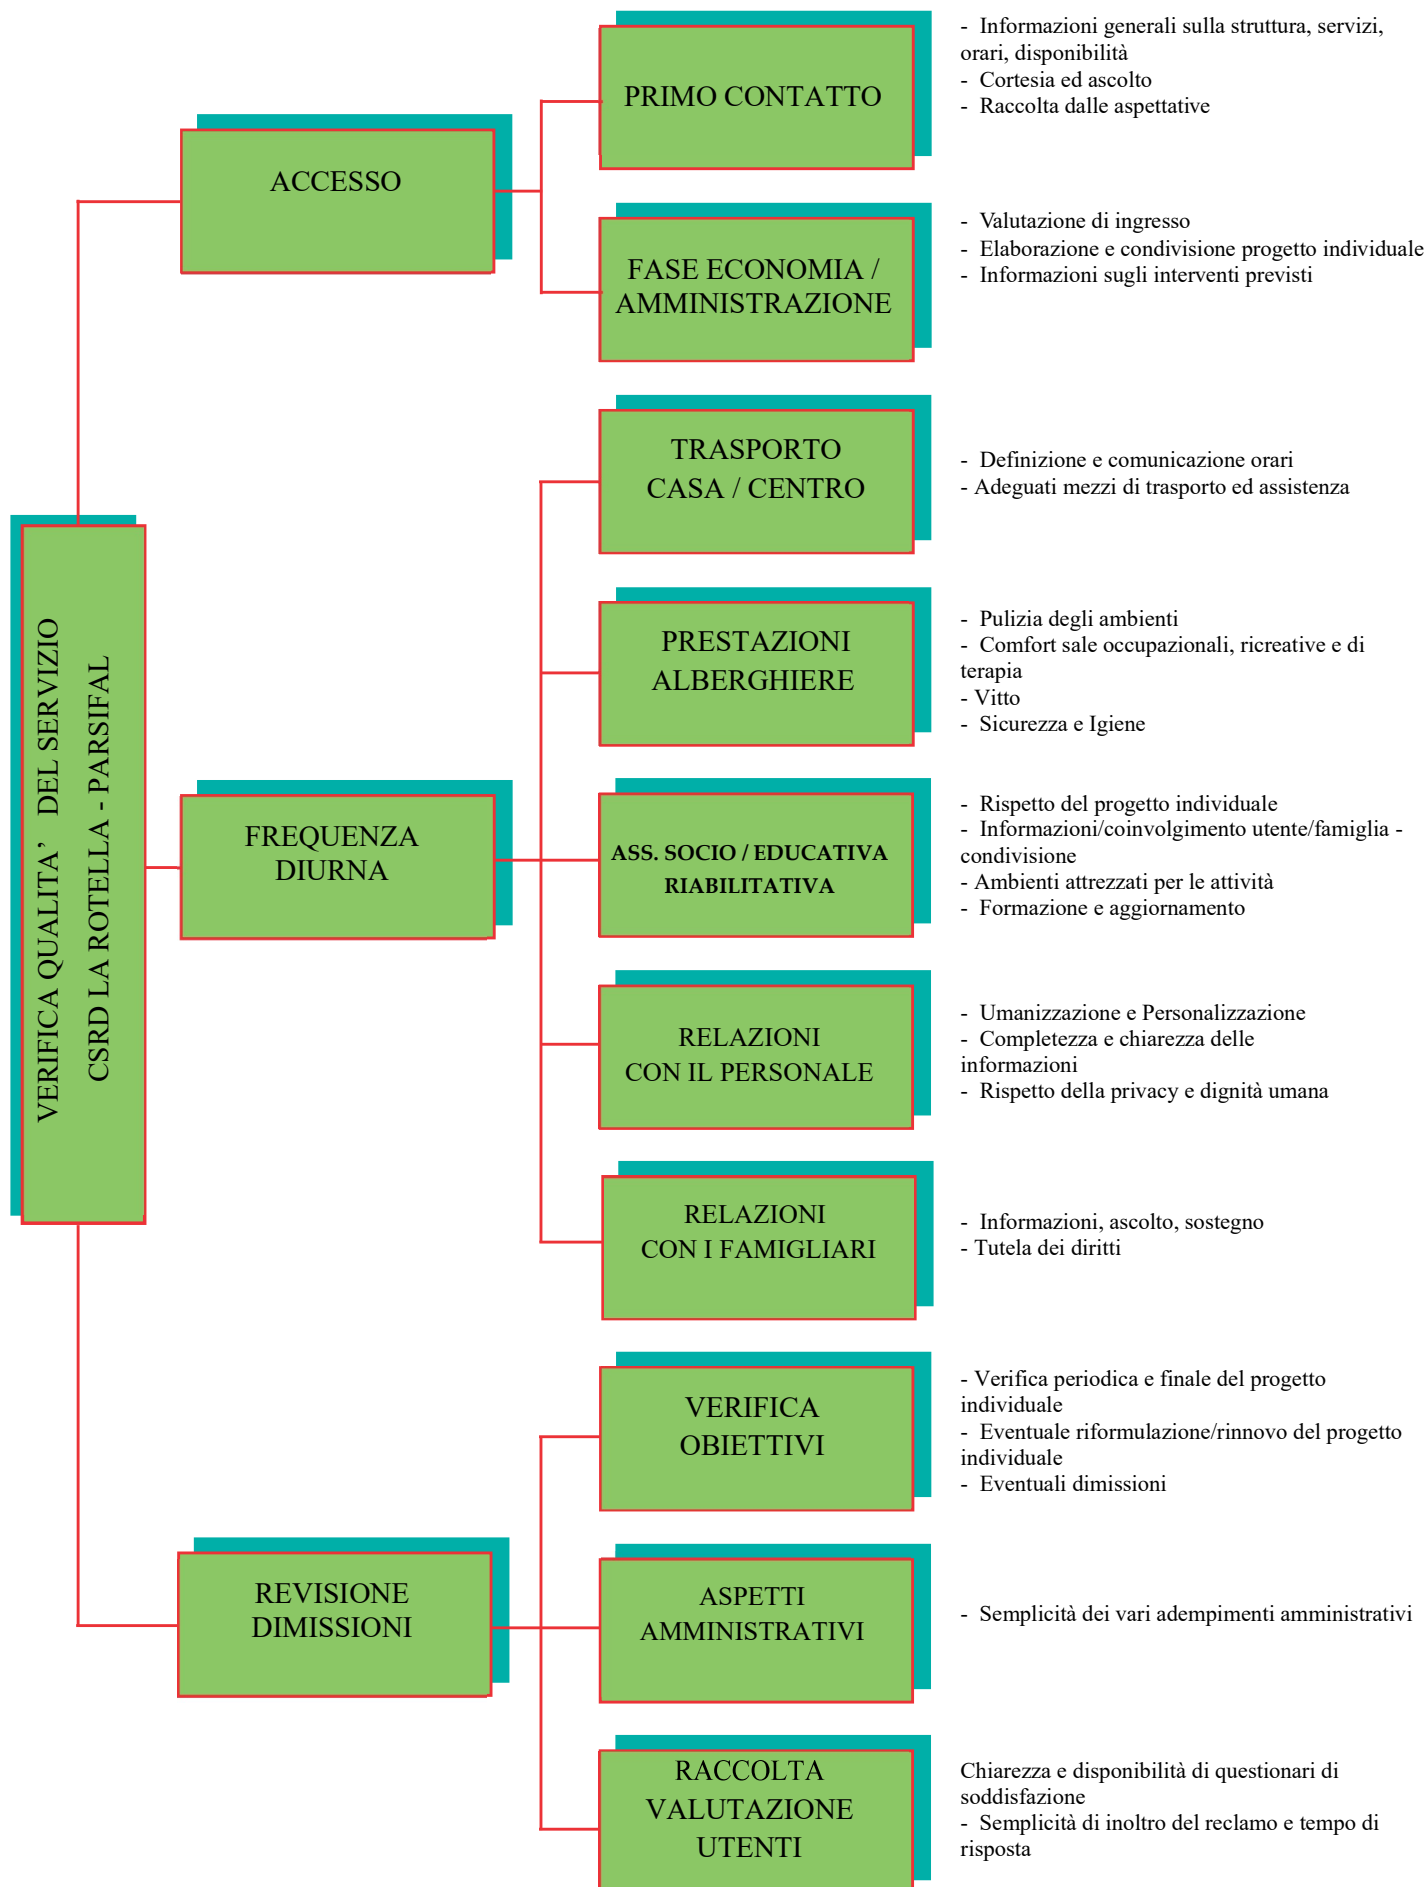 VERIFICA QUALITA’ DEL SERVIZIO
CSRD LA ROTELLA - PARSIFAL
ACCESSO
PRIMO CONTATTO
- Informazioni generali sulla struttura, servizi,
orari, disponibilità
- Cortesia ed ascolto
- Raccolta dalle aspettative
FASE ECONOMIA /
AMMINISTRAZIONE
- Valutazione di ingresso
- Elaborazione e condivisione progetto individuale
- Informazioni sugli interventi previsti
FREQUENZA
DIURNA
TRASPORTO
CASA / CENTRO
- Definizione e comunicazione orari
- Adeguati mezzi di trasporto ed assistenza
PRESTAZIONI
ALBERGHIERE
- Pulizia degli ambienti
- Comfort sale occupazionali, ricreative e di
terapia
- Vitto
- Sicurezza e Igiene
ASS. SOCIO / EDUCATIVA
RIABILITATIVA
- Rispetto del progetto individuale
- Informazioni/coinvolgimento utente/famiglia -
condivisione
- Ambienti attrezzati per le attività
- Formazione e aggiornamento
RELAZIONI
CON IL PERSONALE
- Umanizzazione e Personalizzazione
- Completezza e chiarezza delle
informazioni
- Rispetto della privacy e dignità umana
RELAZIONI
CON I FAMIGLIARI
- Informazioni, ascolto, sostegno
- Tutela dei diritti
REVISIONE
DIMISSIONI
VERIFICA
OBIETTIVI
- Verifica periodica e finale del progetto
individuale
- Eventuale riformulazione/rinnovo del progetto
individuale
- Eventuali dimissioni
ASPETTI
AMMINISTRATIVI
- Semplicità dei vari adempimenti amministrativi
RACCOLTA
VALUTAZIONE
UTENTI
Chiarezza e disponibilità di questionari di
soddisfazione
- Semplicità di inoltro del reclamo e tempo di
risposta